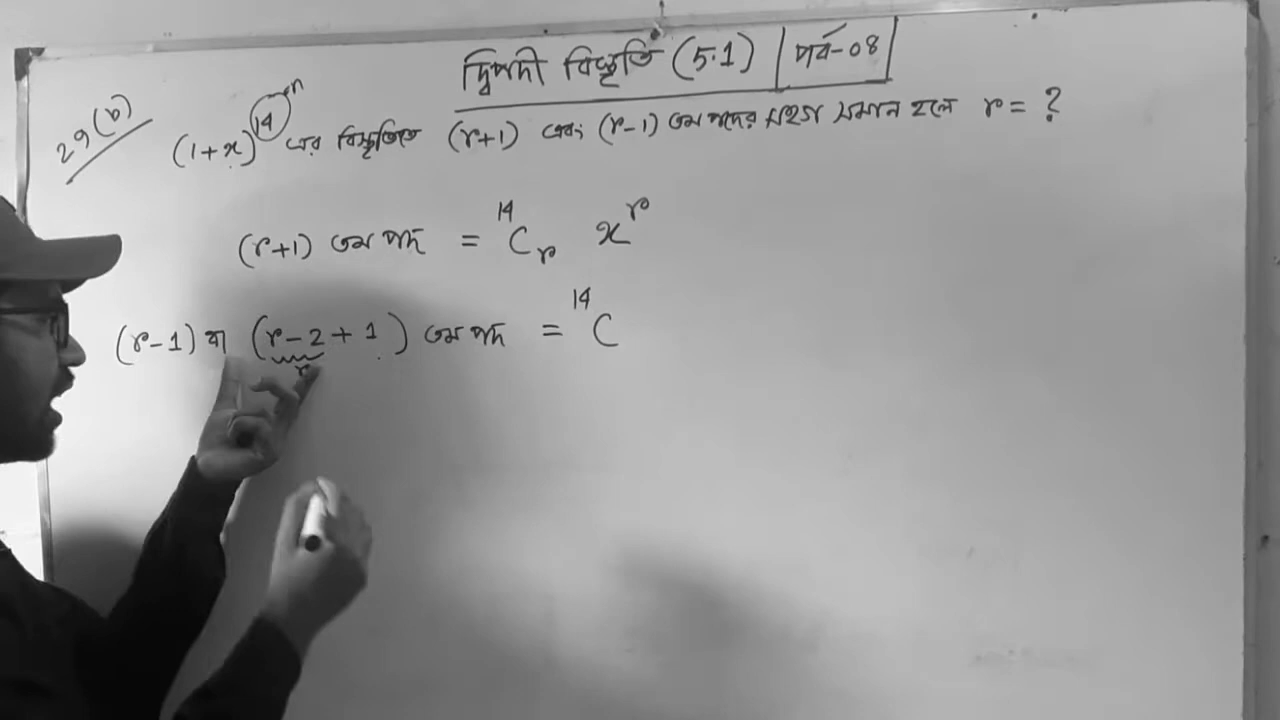 দ্বিপদী বিস্তৃতি (5.1) | পর্ব-08
29(b) (1+x)^14 এর বিস্তৃতিতে (r+1) এবং (r-1) তম পদের সহগ সমান হলে r = ?
n
(r+1) তম পদ = ^14C_r x^r
(r-1) বা (r-2+1) তম পদ = ^14C
r